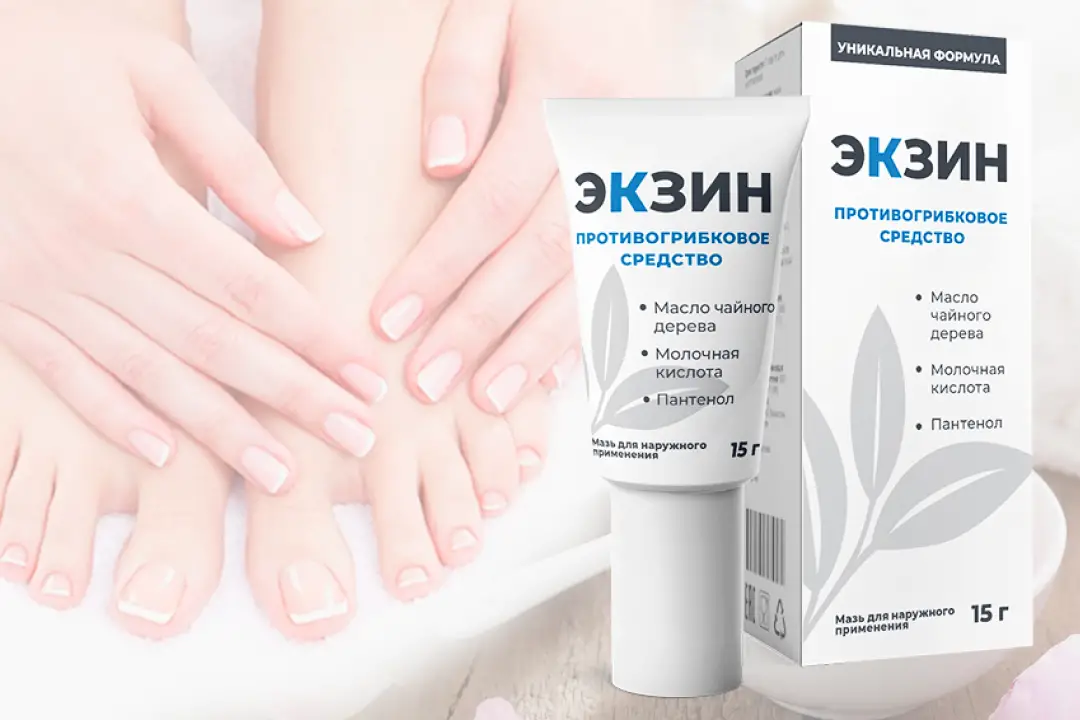 ЭКЗИН
ПРОТИВОГРИБКОВОЕ
СРЕДСТВО
• Масло чайного
дерева
• Молочная
кислота
• Пантенол
Мазь для наружного
применения
15 г
УНИКАЛЬНАЯ ФОРМУЛА
ЭКЗИН
ПРОТИВОГРИБКОВОЕ
СРЕДСТВО
• Масло
чайного
дерева
• Молочная
кислота
• Пантенол
Мазь для наружного
применения
15 г
EAC